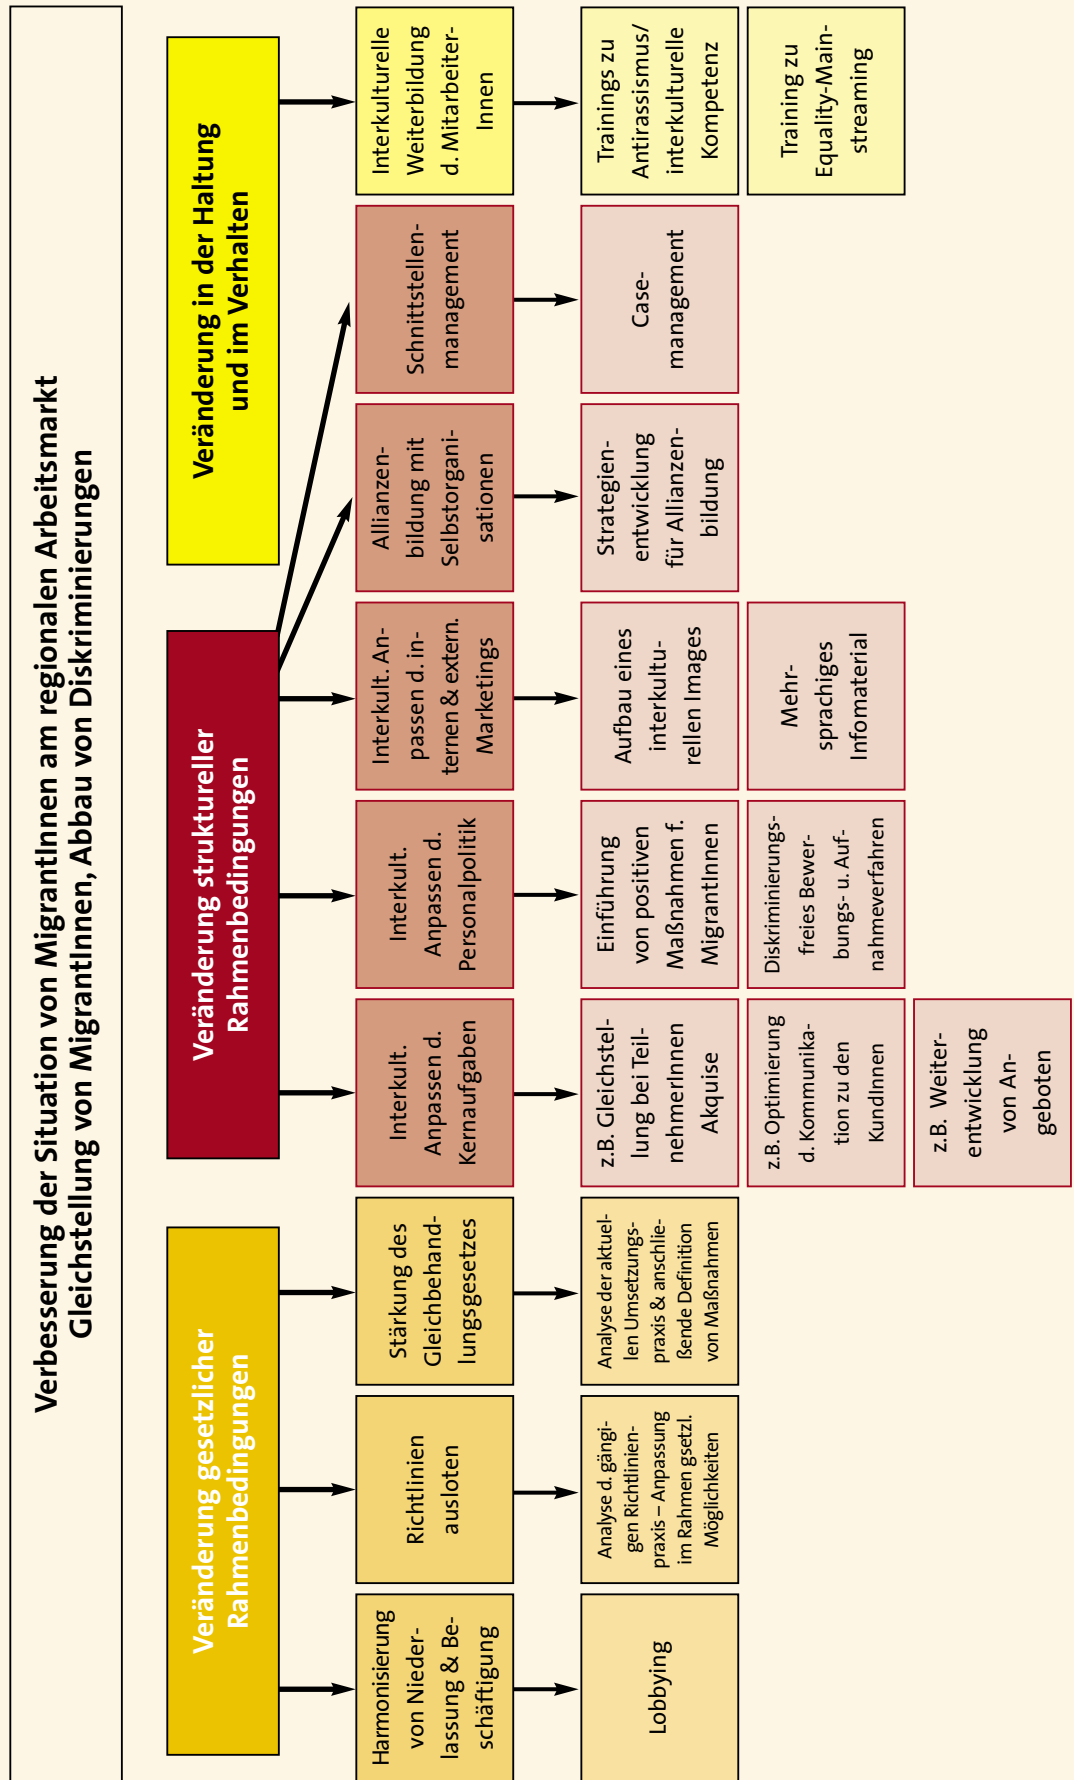 Verbesserung der Situation von MigrantInnen am regionalen Arbeitsmarkt
Gleichstellung von MigrantInnen, Abbau von Diskriminierungen
Veränderung gesetzlicher
Rahmenbedingungen
Veränderung struktureller
Rahmenbedingungen
Veränderung in der Haltung
und im Verhalten
Harmonisierung
von Nieder-
lassung & Be-
schäftigung
Richtlinien
ausloten
Stärkung des
Gleichbehand-
lungsgesetzes
Interkult.
Anpassen d.
Kernaufgaben
Interkult.
Anpassen d.
Personalpolitik
Interkult. An-
passen d. in-
ternen & extern.
Marketings
Allianzen-
bildung mit
Selbstorgani-
sationen
Schnittstellen-
management
Interkulturelle
Weiterbildung
d. Mitarbeiter-
Innen
Lobbying
Analyse d. gängi-
gen Richtlinien-
praxis – Anpassung
im Rahmen gsetzl.
Möglichkeiten
Analyse der aktuel-
len Umsetzungs-
praxis & anschlie-
ßende Definition
von Maßnahmen
z.B. Gleichstel-
lung bei Teil-
nehmerInnen
Akquise
Einführung
von positiven
Maßnahmen f.
MigrantInnen
Aufbau eines
interkultu-
rellen Images
Strategien-
entwicklung
für Allianzen-
bildung
Case-
management
Trainings zu
Antirassismus/
interkulturelle
Kompetenz
z.B. Optimierung
d. Kommunika-
tion zu den
KundInnen
Diskriminierungs-
freies Bewer-
bungs- u. Auf-
nahmeverfahren
Mehr-
sprachiges
Infomaterial
Training zu
Equality-Main-
streaming
z.B. Weiter-
entwicklung
von An-
geboten